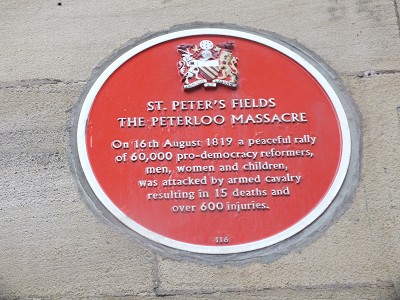 ST. PETER'S FIELDS
THE PETERLOO MASSACRE
On 16th August 1819 a peaceful rally
of 60,000 pro-democracy reformers,
men, women and children,
was attacked by armed cavalry
resulting in 15 deaths and
over 600 injuries.